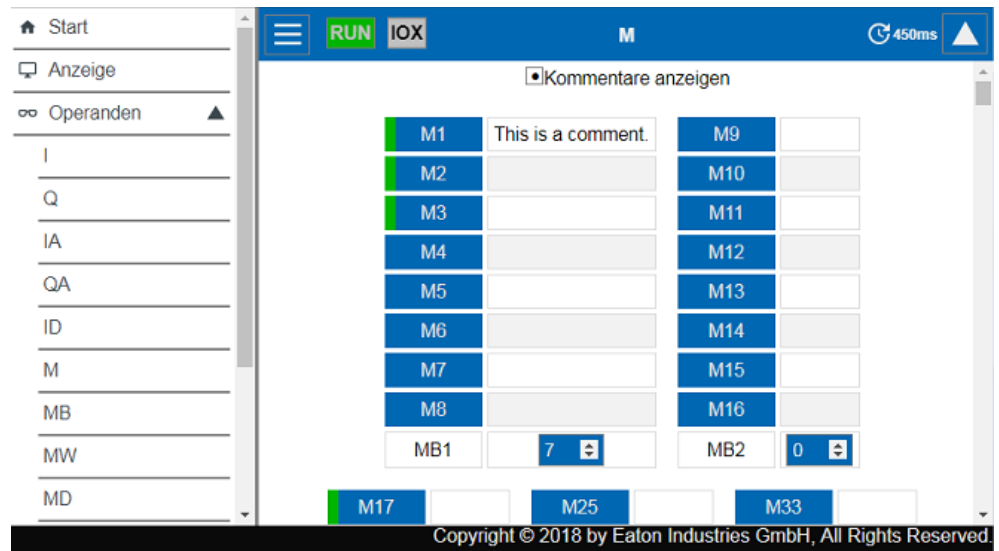 Start
Anzeige
Operanden
I
Q
IA
QA
ID
M
MB
MW
MD
RUN IOX M 450ms
Kommentare anzeigen
M1 This is a comment. M9
M2 M10
M3 M11
M4 M12
M5 M13
M6 M14
M7 M15
M8 M16
MB1 7 MB2 0
M17 M25 M33
Copyright © 2018 by Eaton Industries GmbH, All Rights Reserved.